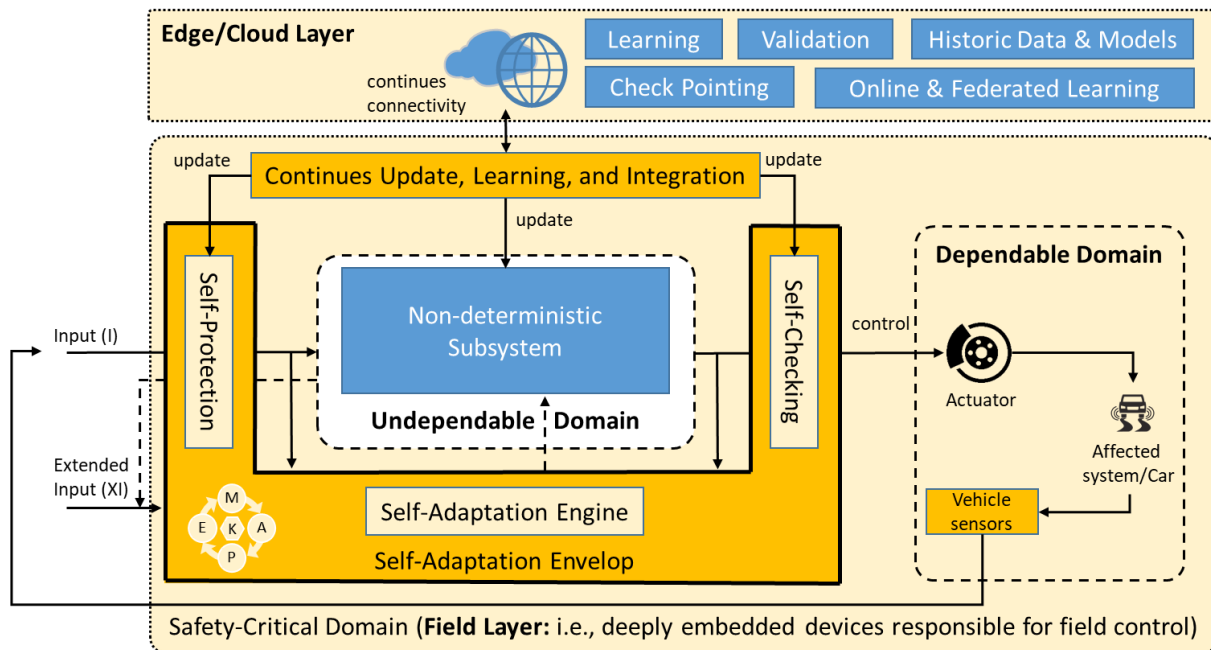 Edge/Cloud Layer
continues
connectivity
Learning
Validation
Historic Data & Models
Check Pointing
Online & Federated Learning
update
Continues Update, Learning, and Integration
update
update
Self-Protection
Non-deterministic
Subsystem
Undependable Domain
Self-Checking
Dependable Domain
Input (I)
control
Actuator
Extended
Input (XI)
Affected
system/Car
M
E
K
A
P
Self-Adaptation Engine
Self-Adaptation Envelop
Vehicle
sensors
Safety-Critical Domain (Field Layer: i.e., deeply embedded devices responsible for field control)